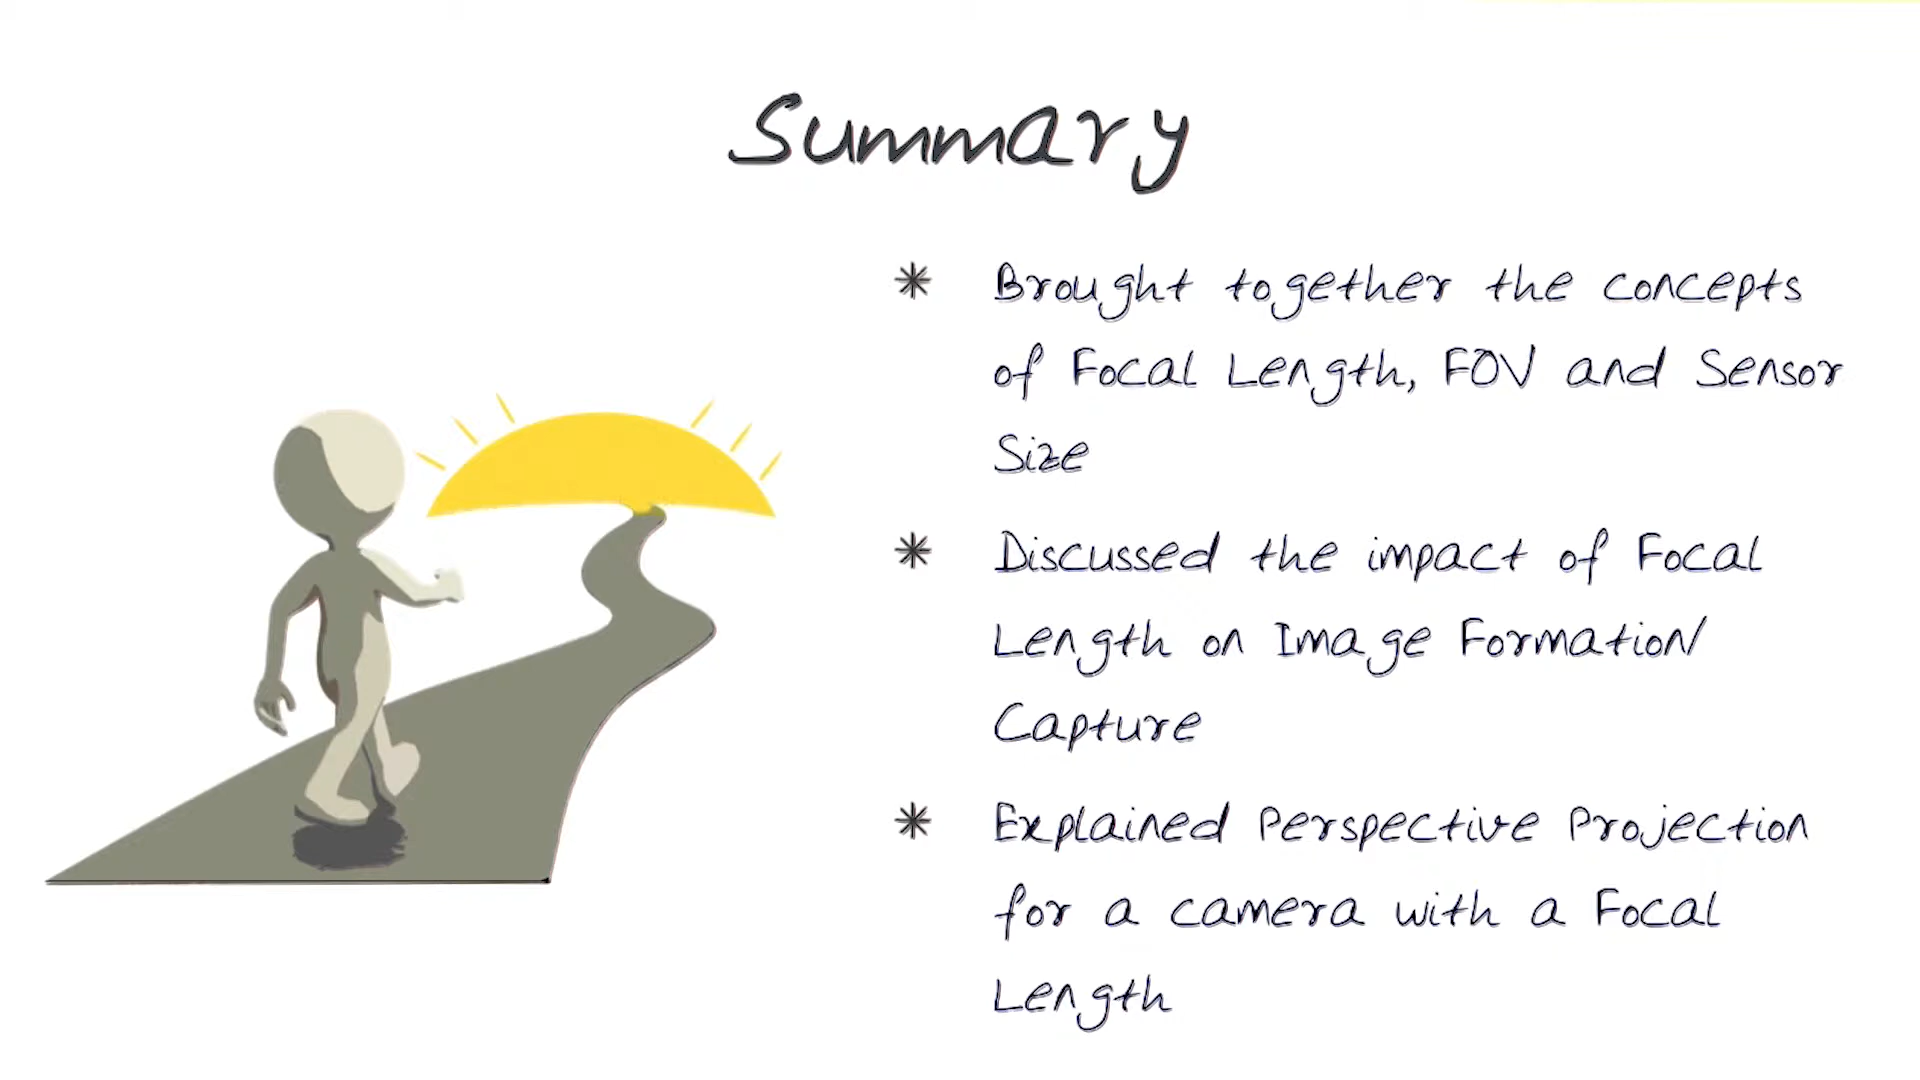 Summary
* Brought together the concepts
of Focal Length, FOV and Sensor
Size
* Discussed the impact of Focal
Length on Image Formation/
Capture
* Explained Perspective Projection
for a camera with a Focal
Length